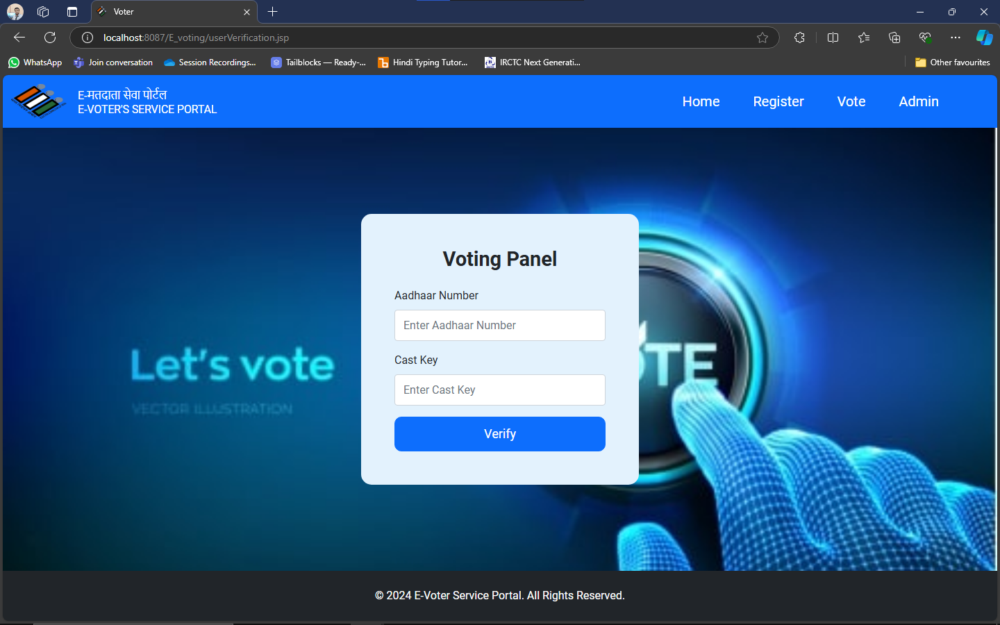 Voter
localhost:8087/E_voting/userVerification.jsp
WhatsApp Join conversation Session Recordings... Tailblocks — Ready-... Hindi Typing Tutor... IRCTC Next Generati... Other favourites
E-मतदाता सेवा पोर्टल
E-VOTER'S SERVICE PORTAL
Home Register Vote Admin
Voting Panel
Aadhaar Number
Enter Aadhaar Number
Cast Key
Enter Cast Key
Verify
Let's vote
VECTOR ILLUSTRATION
OTE
© 2024 E-Voter Service Portal. All Rights Reserved.